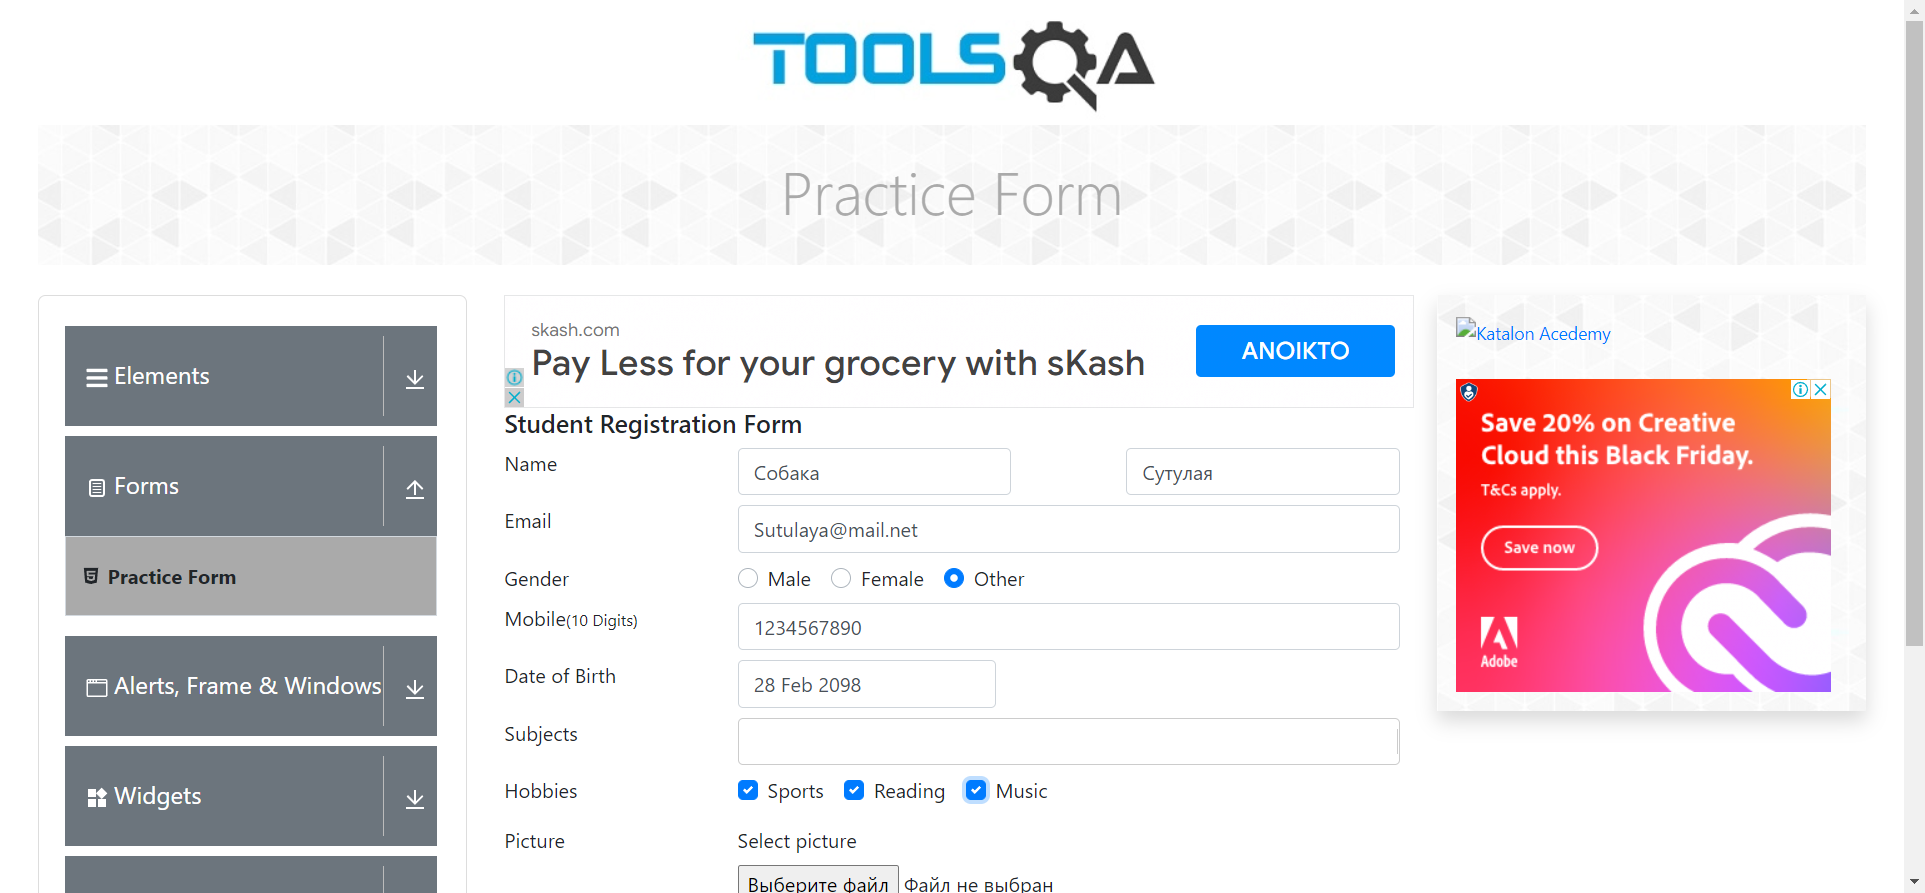 TOOLSQA
Practice Form
Elements
Forms
Practice Form
Alerts, Frame & Windows
Widgets
skash.com
Pay Less for your grocery with sKash
ΑΝΟΙΚΤΟ
Student Registration Form
Name
Собака
Сутулая
Email
Sutulaya@mail.net
Gender
Male
Female
Other
Mobile(10 Digits)
1234567890
Date of Birth
28 Feb 2098
Subjects
Hobbies
Sports
Reading
Music
Picture
Select picture
Выберите файл
Файл не выбран
Katalon Acedemy
Save 20% on Creative
Cloud this Black Friday.
T&Cs apply.
Save now
Adobe